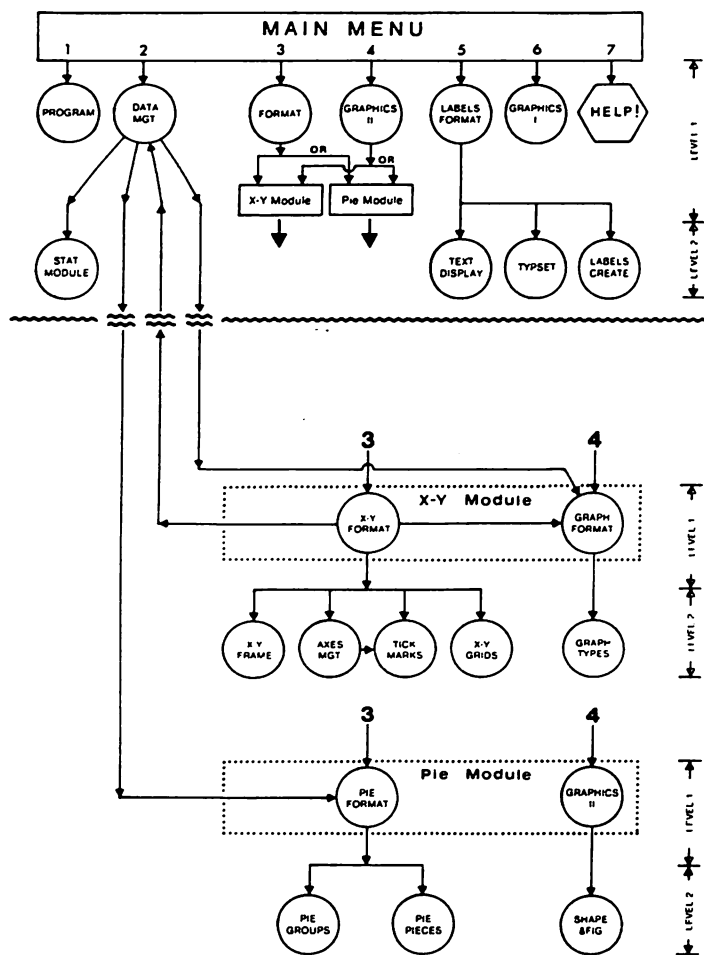 MAIN MENU
1 2 3 4 5 6 7
PROGRAM
DATA
MGT
FORMAT
GRAPHICS
II
LABELS
FORMAT
GRAPHICS
I
HELP!
OR
OR
X-Y Module
Pie Module
LEVEL 1
STAT
MODULE
TEXT
DISPLAY
TYPSET
LABELS
CREATE
LEVEL 2
3
4
X-Y Module
X-Y
FORMAT
GRAPH
FORMAT
LEVEL 1
X-Y
FRAME
AXES
MGT
TICK
MARKS
X-Y
GRIDS
GRAPH
TYPES
LEVEL 2
3
4
Pie Module
PIE
FORMAT
GRAPHICS
II
LEVEL 1
PIE
GROUPS
PIE
PIECES
SHAPE
&FIG
LEVEL 2